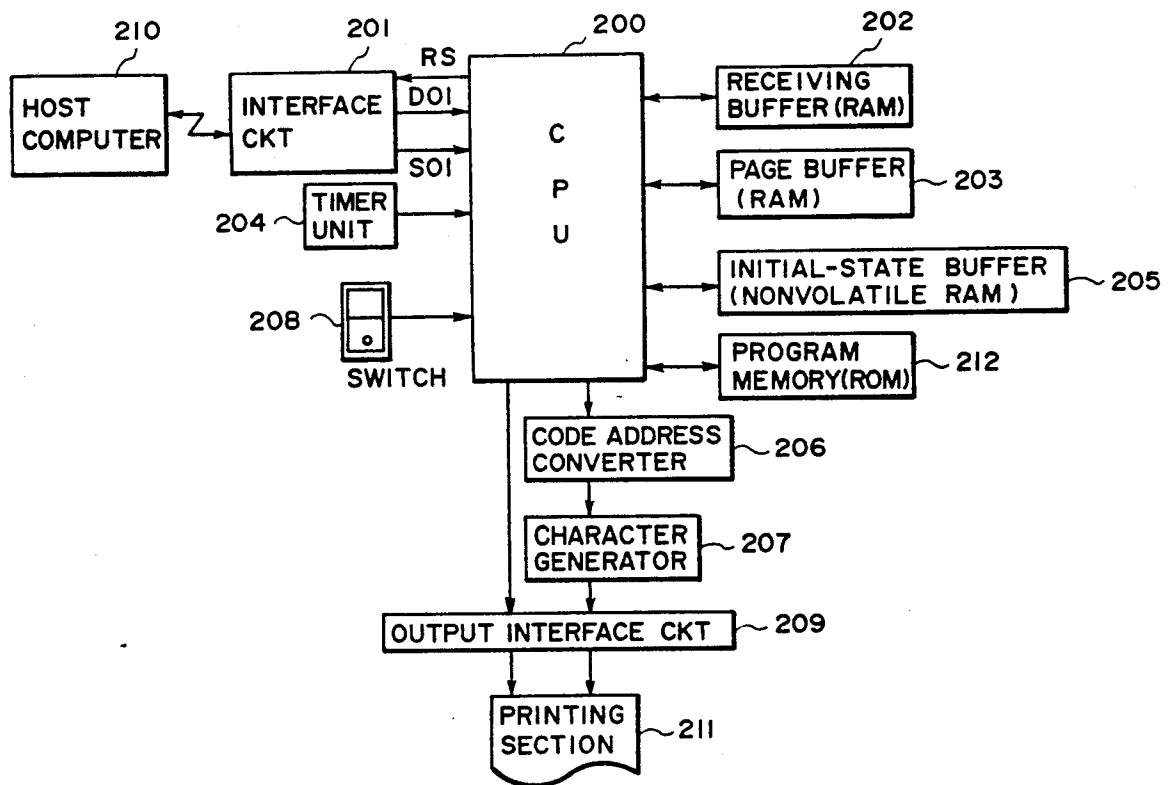 210
201
200
202
RS
HOST
COMPUTER
INTERFACE
CKT
DOI
SOI
C
P
U
RECEIVING
BUFFER (RAM)
PAGE BUFFER
(RAM)
203
204
TIMER
UNIT
INITIAL-STATE BUFFER
(NONVOLATILE RAM)
205
208
SWITCH
PROGRAM
MEMORY(ROM)
212
CODE ADDRESS
CONVERTER
206
CHARACTER
GENERATOR
207
OUTPUT INTERFACE CKT
209
PRINTING
SECTION
211